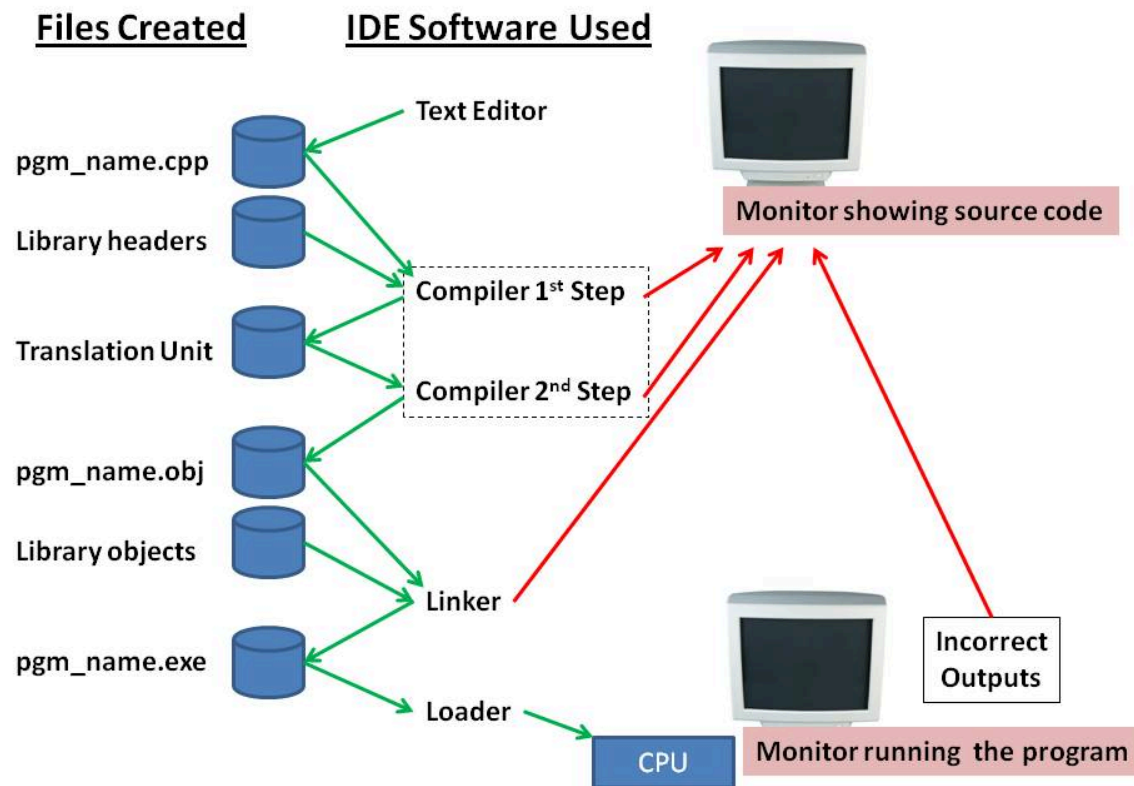 Files Created
IDE Software Used
Text Editor
pgm_name.cpp
Library headers
Monitor showing source code
Compiler 1st Step
Translation Unit
Compiler 2nd Step
pgm_name.obj
Library objects
Linker
pgm_name.exe
Incorrect
Outputs
Loader
CPU
Monitor running the program